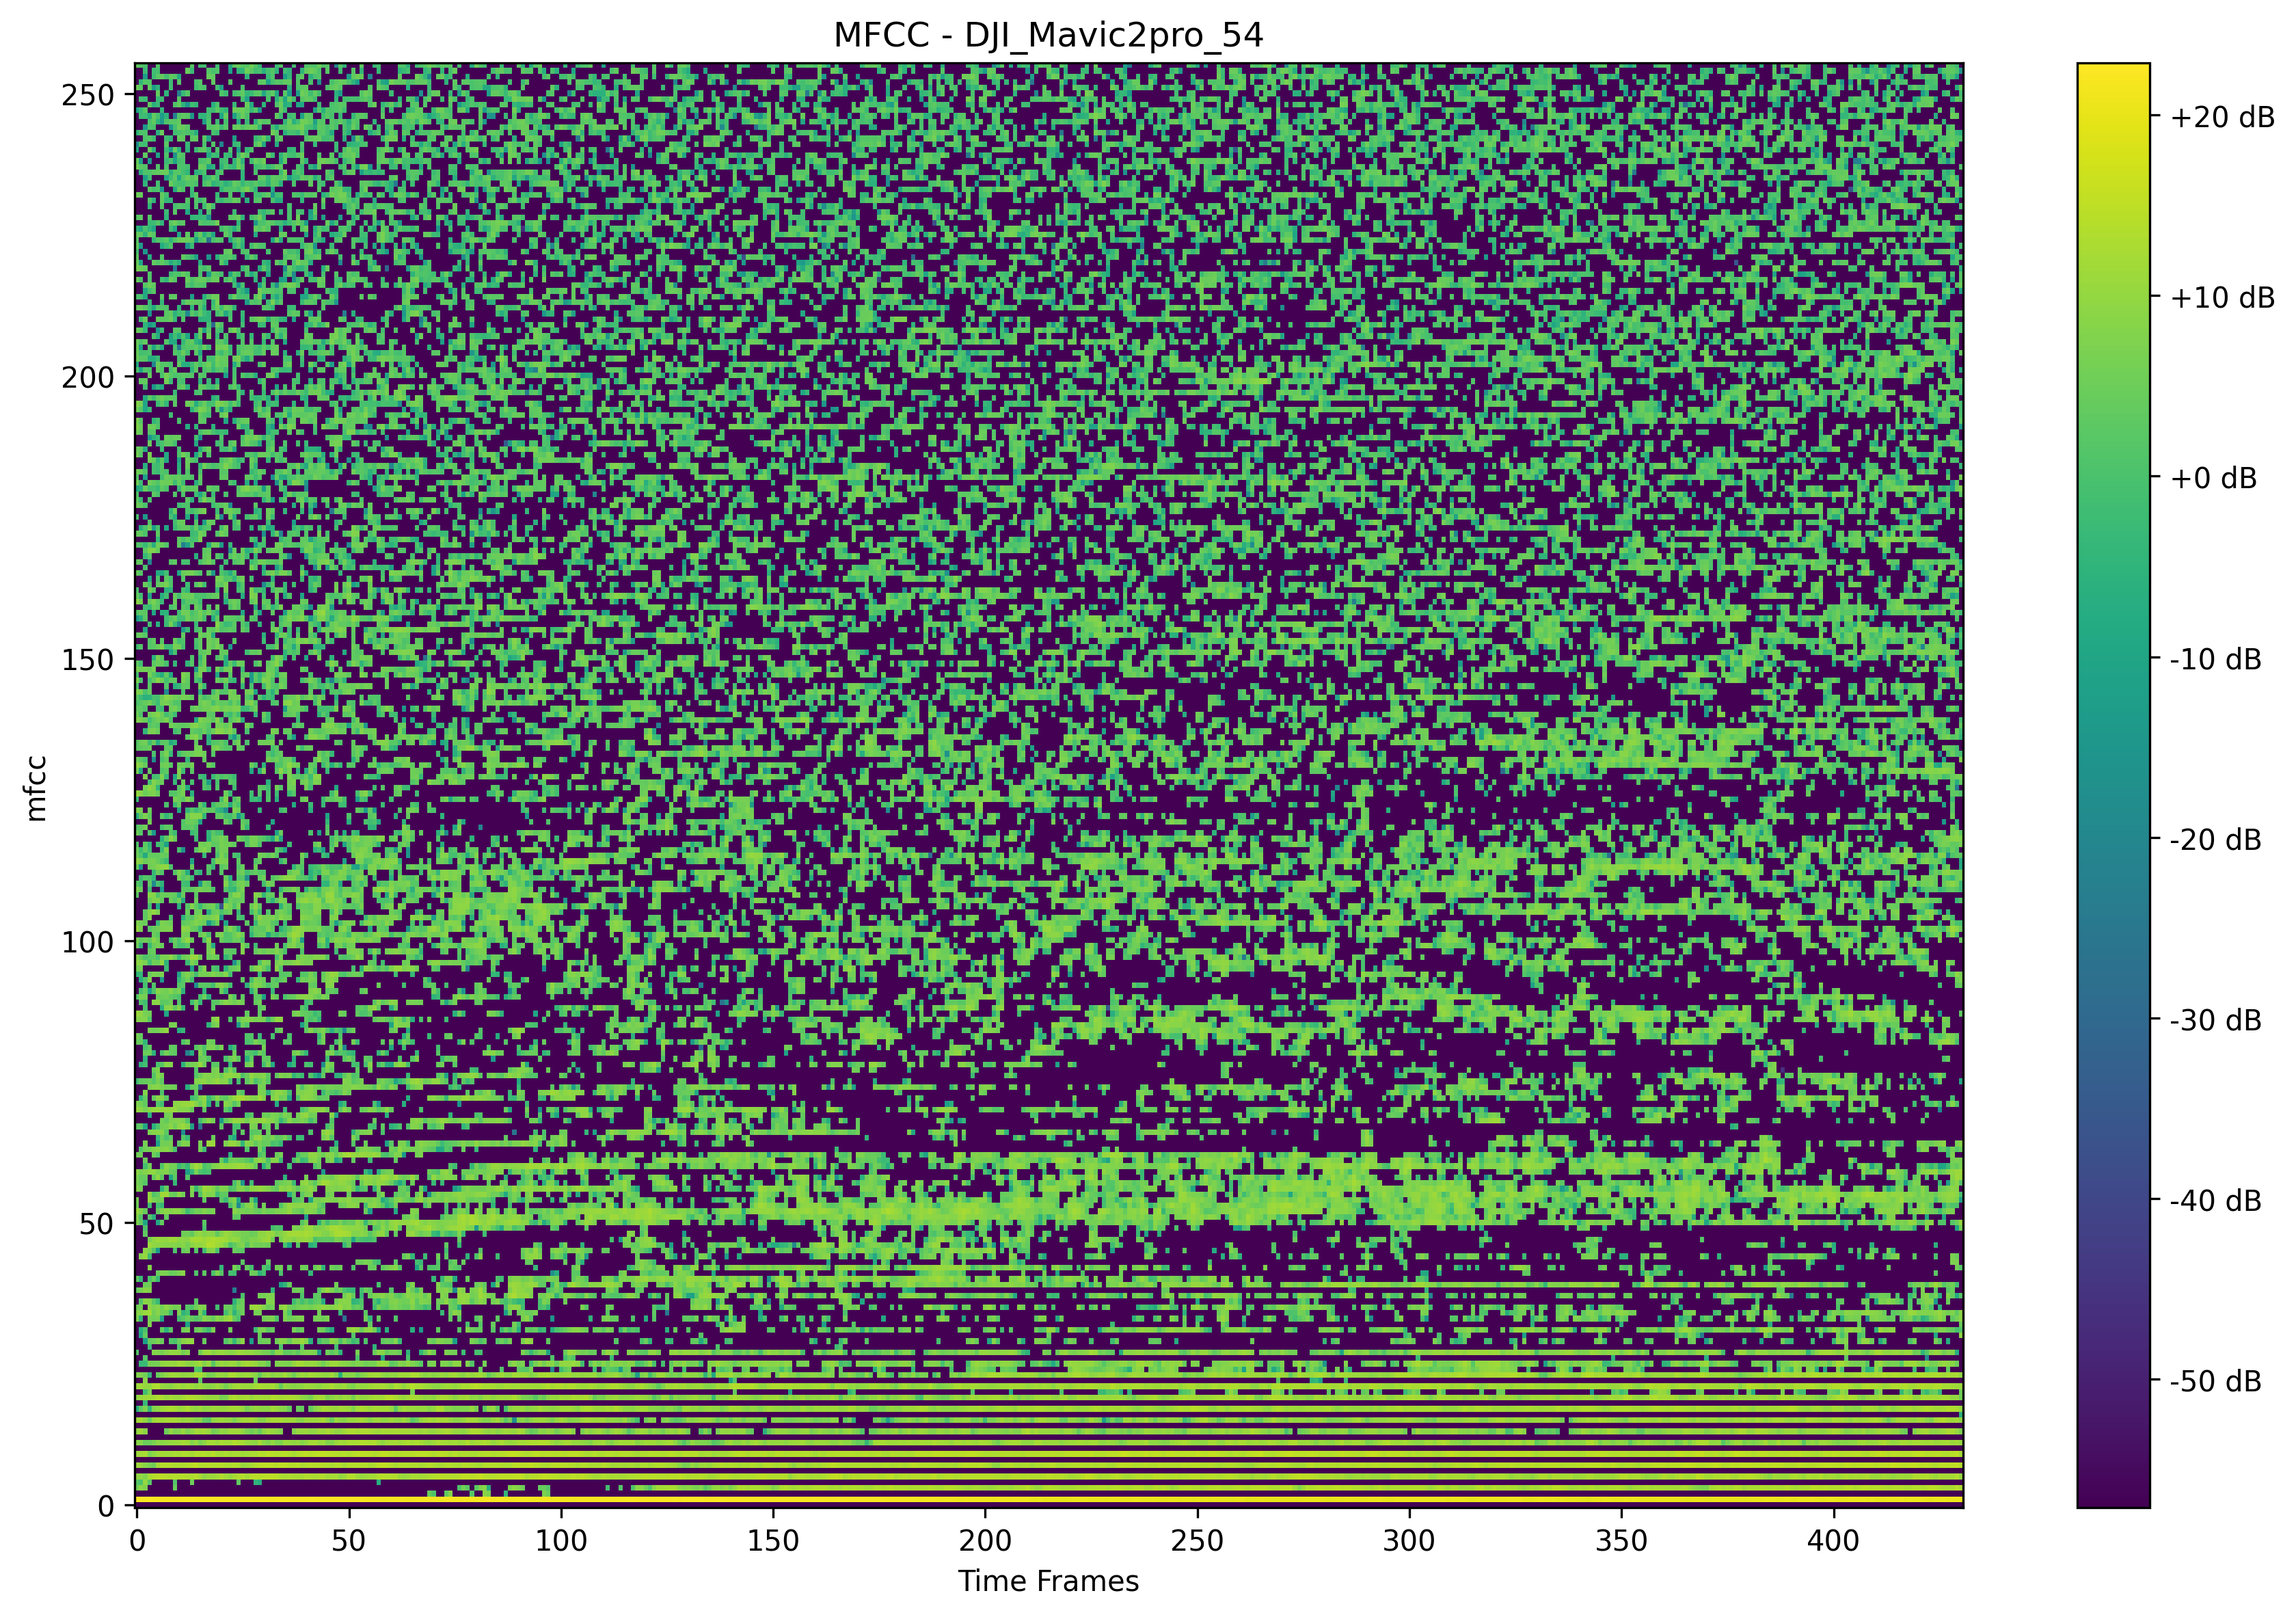 MFCC - DJI_Mavic2pro_54
250
200
150
100
50
0
mfcc
0 50 100 150 200 250 300 350 400
Time Frames
+20 dB
+10 dB
+0 dB
-10 dB
-20 dB
-30 dB
-40 dB
-50 dB